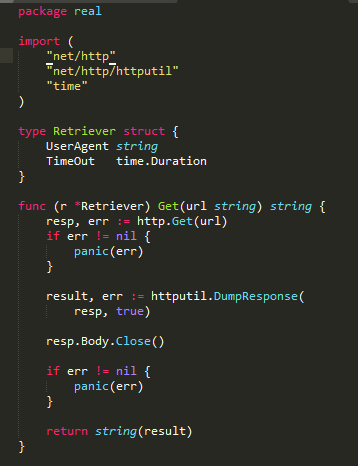 package real
import (
"net/http"
"net/http/httputil"
"time"
)
type Retriever struct {
UserAgent string
TimeOut time.Duration
}
func (r *Retriever) Get(url string) string {
resp, err := http.Get(url)
if err != nil {
panic(err)
}
result, err := httputil.DumpResponse(
resp, true)
resp.Body.Close()
if err != nil {
panic(err)
}
return string(result)
}